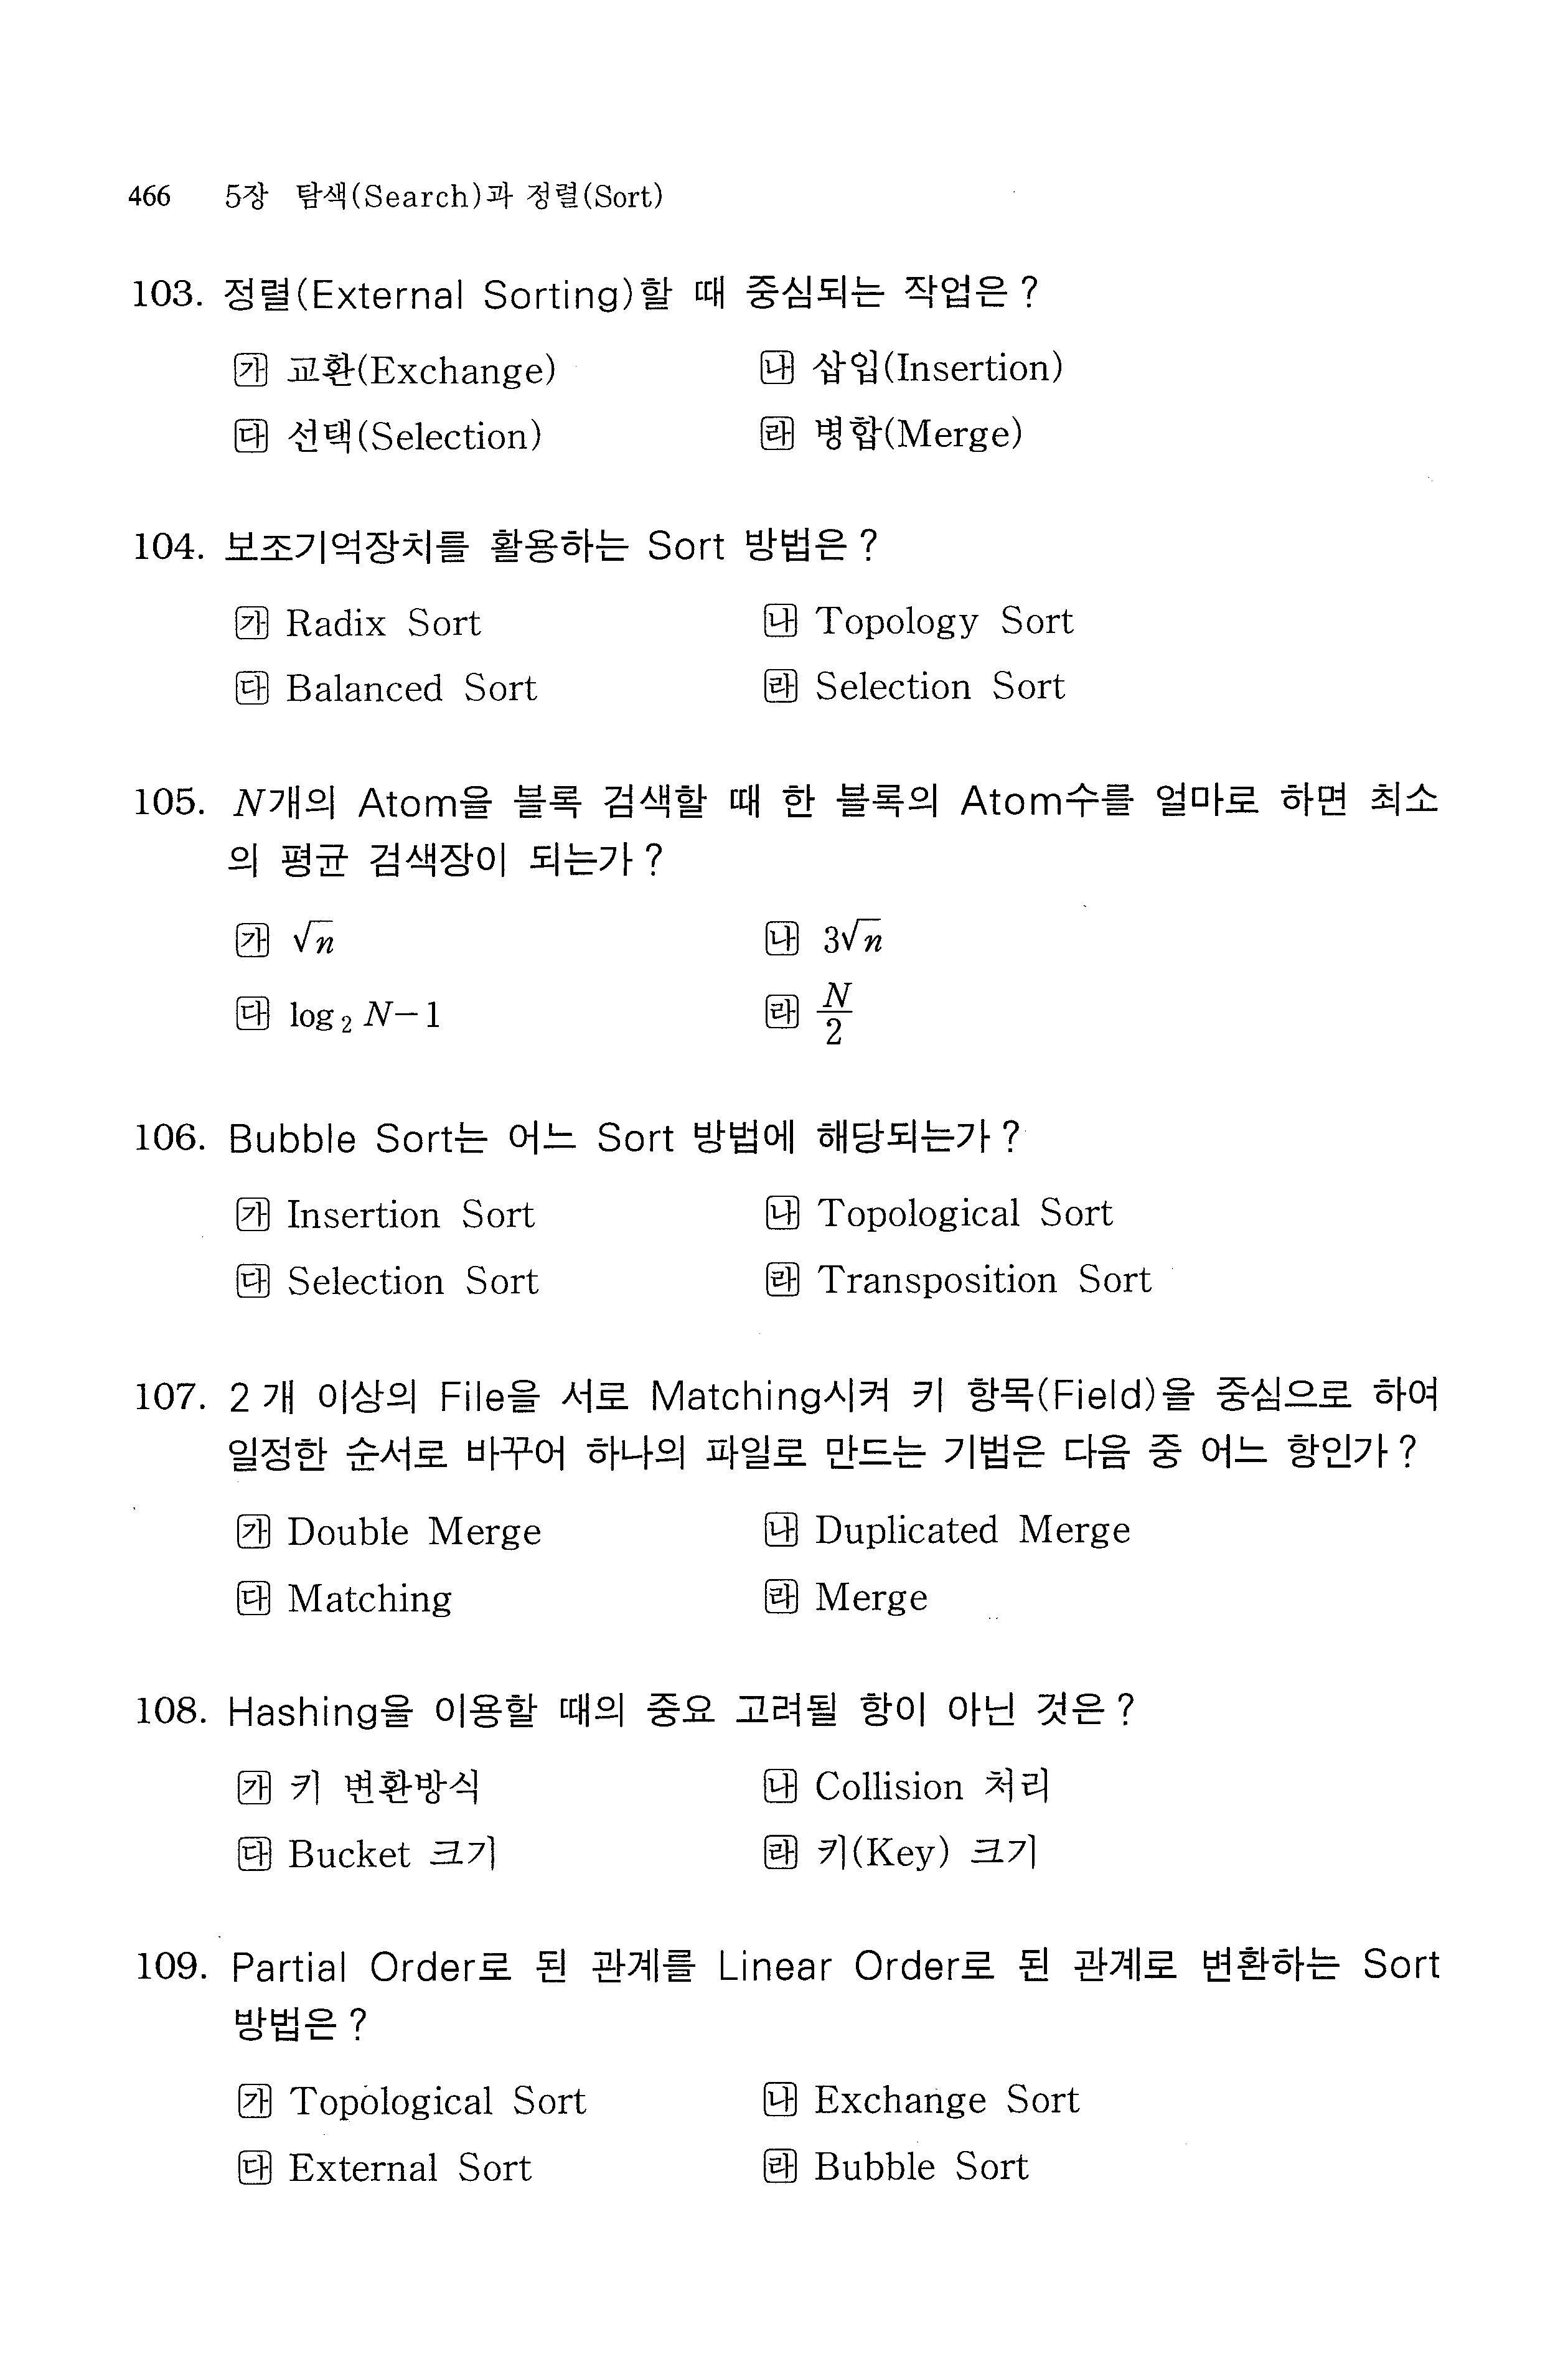 466 5장 탐색(Search)과 정렬(Sort)
103. 정렬(External Sorting)할 때 중심되는 작업은?
가 교환(Exchange) 나 삽입(Insertion)
다 선택(Selection) 라 병합(Merge)
104. 보조기억장치를 활용하는 Sort 방법은?
가 Radix Sort 나 Topology Sort
다 Balanced Sort 라 Selection Sort
105. N개의 Atom을 블록 검색할 때 한 블록의 Atom수를 얼마로 하면 최소
의 평균 검색장이 되는가?
가 √n 나 3√n
다 log₂ N−1 라 N/2
106. Bubble Sort는 어느 Sort 방법에 해당되는가?
가 Insertion Sort 나 Topological Sort
다 Selection Sort 라 Transposition Sort
107. 2개 이상의 File을 서로 Matching시켜 키 항목(Field)을 중심으로 하여
일정한 순서로 바꾸어 하나의 파일로 만드는 기법은 다음 중 어느 항인가?
가 Double Merge 나 Duplicated Merge
다 Matching 라 Merge
108. Hashing을 이용할 때의 중요 고려될 항이 아닌 것은?
가 키 변환방식 나 Collision 처리
다 Bucket 크기 라 키(Key) 크기
109. Partial Order로 된 관계를 Linear Order로 된 관계로 변환하는 Sort
방법은?
가 Topological Sort 나 Exchange Sort
다 External Sort 라 Bubble Sort